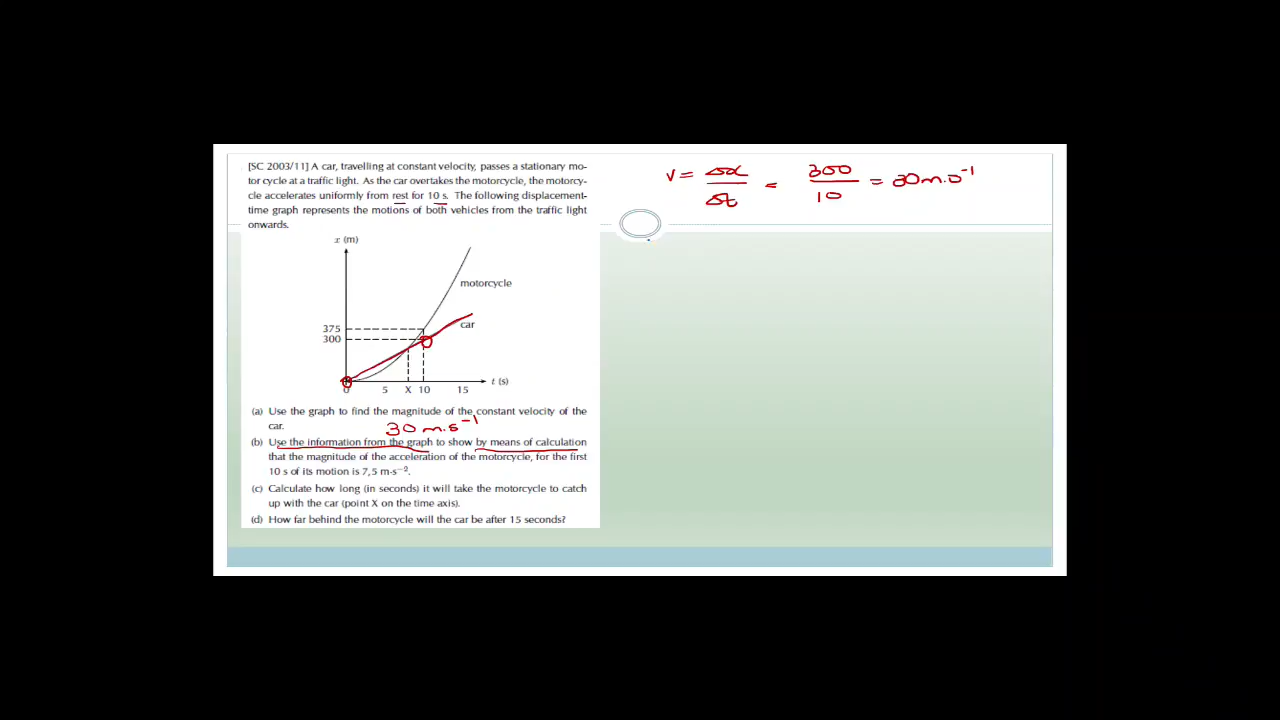 [SC 2003/11] A car, travelling at constant velocity, passes a stationary mo-
tor cycle at a traffic light. As the car overtakes the motorcycle, the motorcy-
cle accelerates uniformly from rest for 10 s. The following displacement-
time graph represents the motions of both vehicles from the traffic light
onwards.
x (m)
motorcycle
375
300
car
0 5 X 10 15 t (s)
(a) Use the graph to find the magnitude of the constant velocity of the
car.
30 m.s⁻¹
(b) Use the information from the graph to show by means of calculation
that the magnitude of the acceleration of the motorcycle, for the first
10 s of its motion is 7,5 m·s⁻².
(c) Calculate how long (in seconds) it will take the motorcycle to catch
up with the car (point X on the time axis).
(d) How far behind the motorcycle will the car be after 15 seconds?
v = Δx/Δt = 300/10 = 30m.s⁻¹